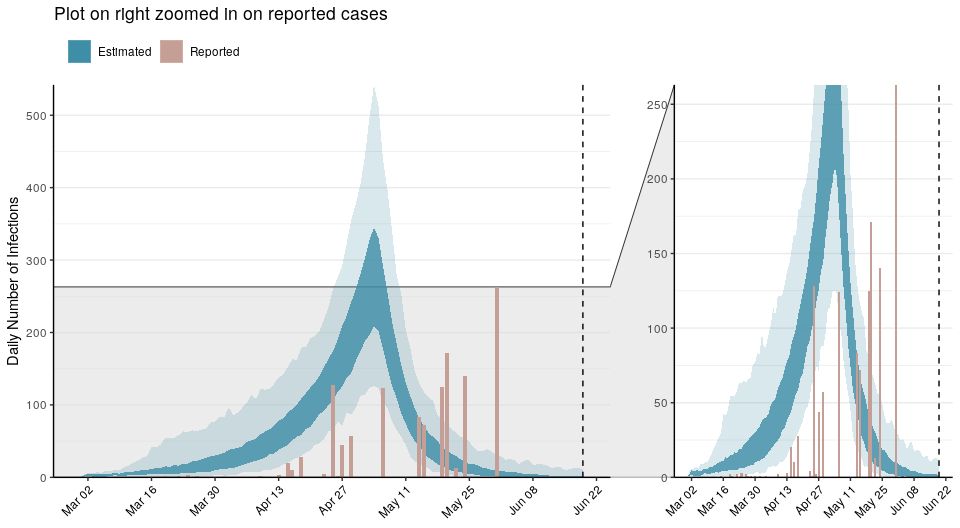 Plot on right zoomed in on reported cases
Estimated Reported
Daily Number of Infections
500
400
300
200
100
0
Mar 02 Mar 16 Mar 30 Apr 13 Apr 27 May 11 May 25 Jun 08 Jun 22
250
200
150
100
50
0
Mar 02 Mar 16 Mar 30 Apr 13 Apr 27 May 11 May 25 Jun 08 Jun 22